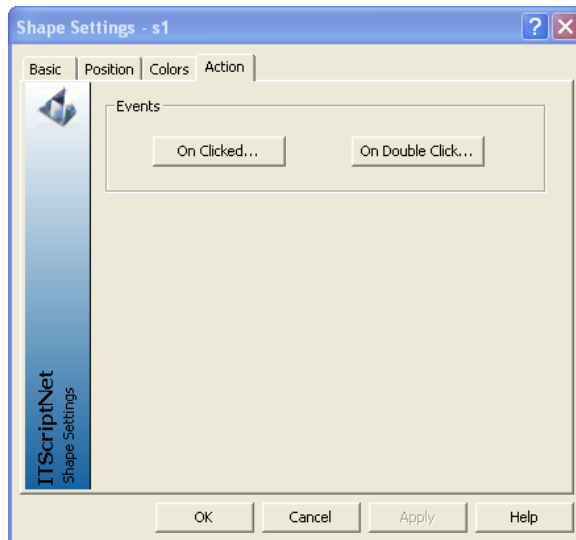 Shape Settings - s1
Basic Position Colors Action
Events
On Clicked... On Double Click...
ITScriptNet
Shape Settings
OK Cancel Apply Help